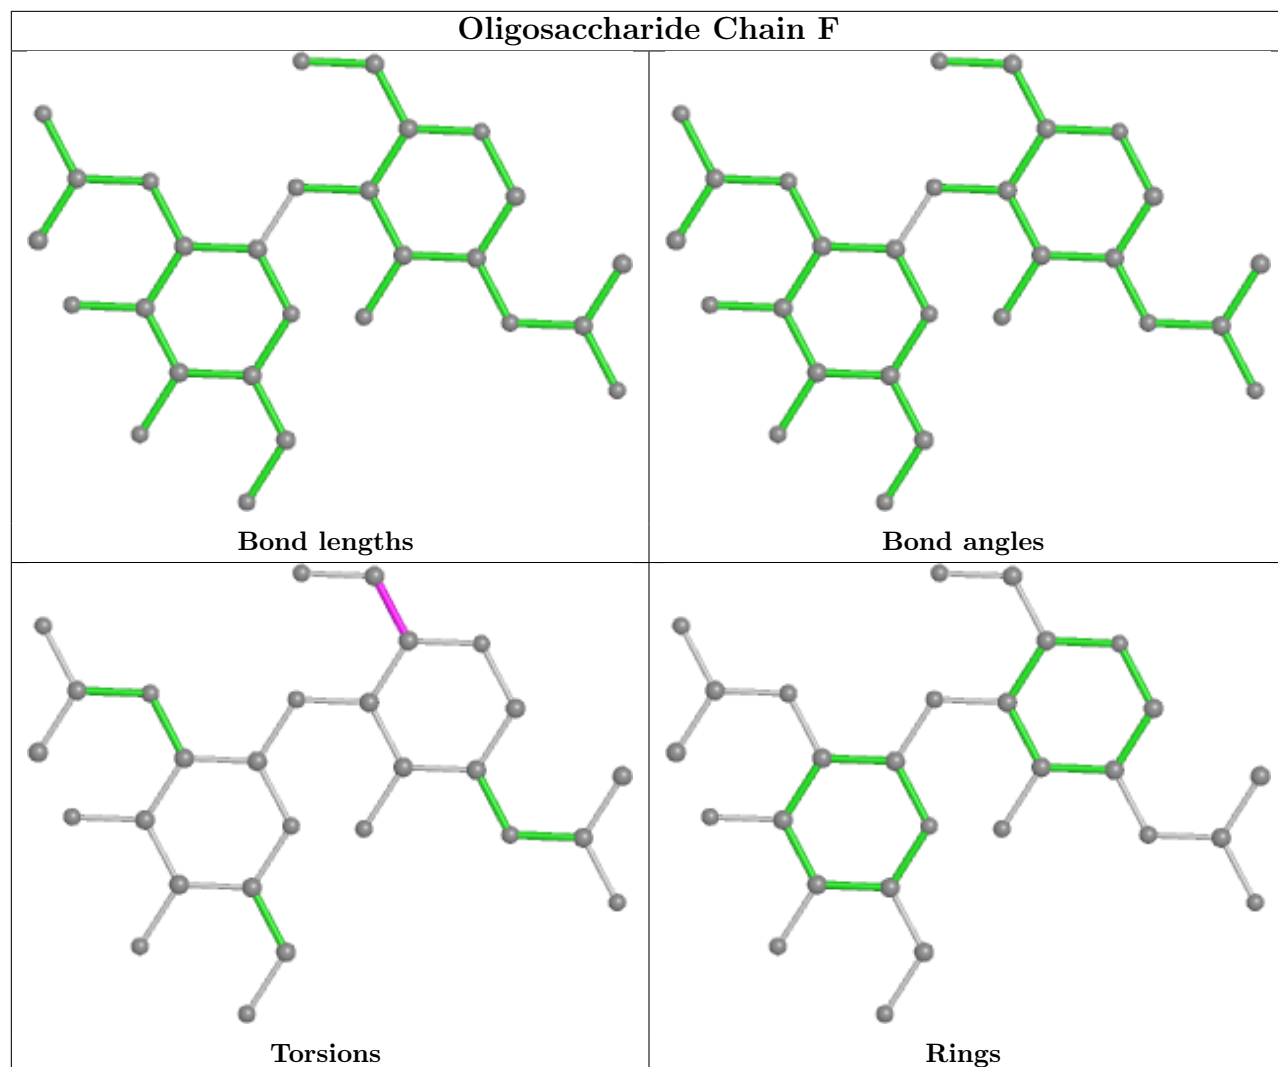 Oligosaccharide Chain F
Bond lengths
Bond angles
Torsions
Rings